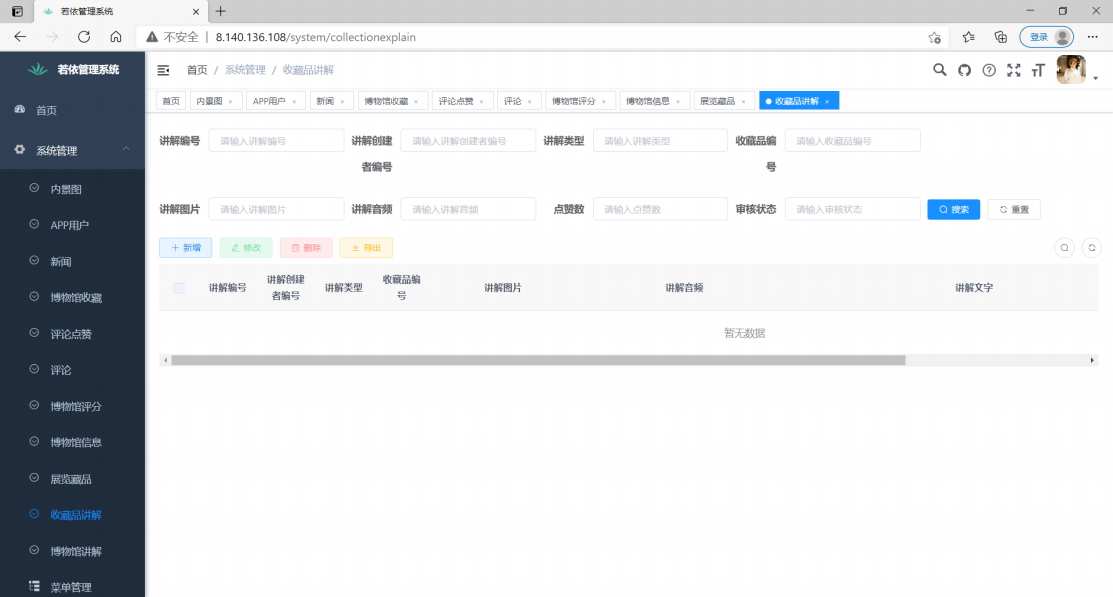 若依管理系统
不安全 | 8.140.136.108/system/collectionexplain
登录
若依管理系统
首页 / 系统管理 / 收藏品讲解
首页
内景图
APP用户
新闻
博物馆收藏
评论点赞
评论
博物馆评分
博物馆信息
展览藏品
收藏品讲解
首页
系统管理
内景图
APP用户
新闻
博物馆收藏
评论点赞
评论
博物馆评分
博物馆信息
展览藏品
收藏品讲解
博物馆讲解
菜单管理
讲解编号 请输入讲解编号
讲解创建者编号 请输入讲解创建者编号
讲解类型 请输入讲解类型
收藏品编号 请输入收藏品编号
讲解图片 请输入讲解图片
讲解音频 请输入讲解音频
点赞数 请输入点赞数
审核状态 请输入审核状态
搜索
重置
新增
修改
删除
导出
讲解编号
讲解创建者编号
讲解类型
收藏品编号
讲解图片
讲解音频
讲解文字
暂无数据